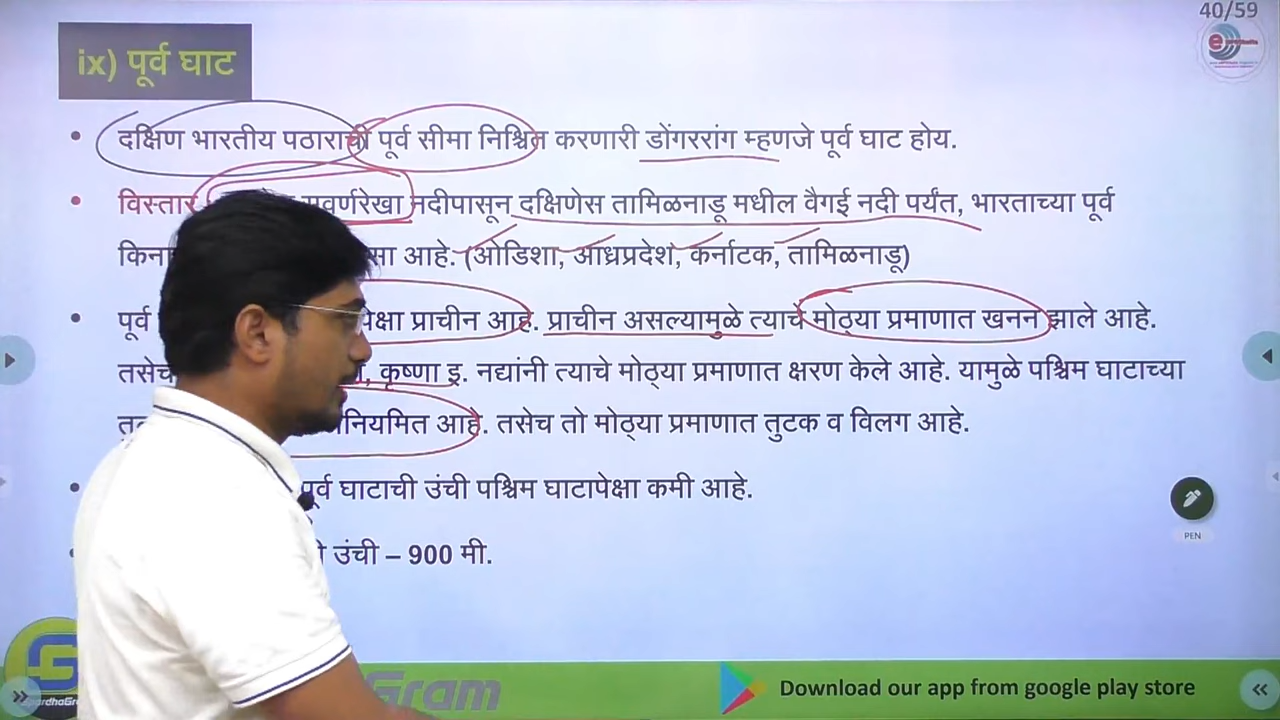 40/59
ix) पूर्व घाट
दक्षिण भारतीय पठाराची पूर्व सीमा निश्चित करणारी डोंगररांग म्हणजे पूर्व घाट होय.
विस्तार सुवर्णरेखा नदीपासून दक्षिणेस तामिळनाडू मधील वैगई नदी पर्यंत, भारताच्या पूर्व
आहे. (ओडिशा, आंध्रप्रदेश, कर्नाटक, तामिळनाडू)
पूर्व प्राचीन आहे. प्राचीन असल्यामुळे त्याचे मोठ्या प्रमाणात खनन झाले आहे.
तसेच कृष्णा इ. नद्यांनी त्याचे मोठ्या प्रमाणात क्षरण केले आहे. यामुळे पश्चिम घाटाच्या
आहे. तसेच तो मोठ्या प्रमाणात तुटक व विलग आहे.
पूर्व घाटाची उंची पश्चिम घाटापेक्षा कमी आहे.
उंची – 900 मी.
PEN
Gram
Download our app from google play store